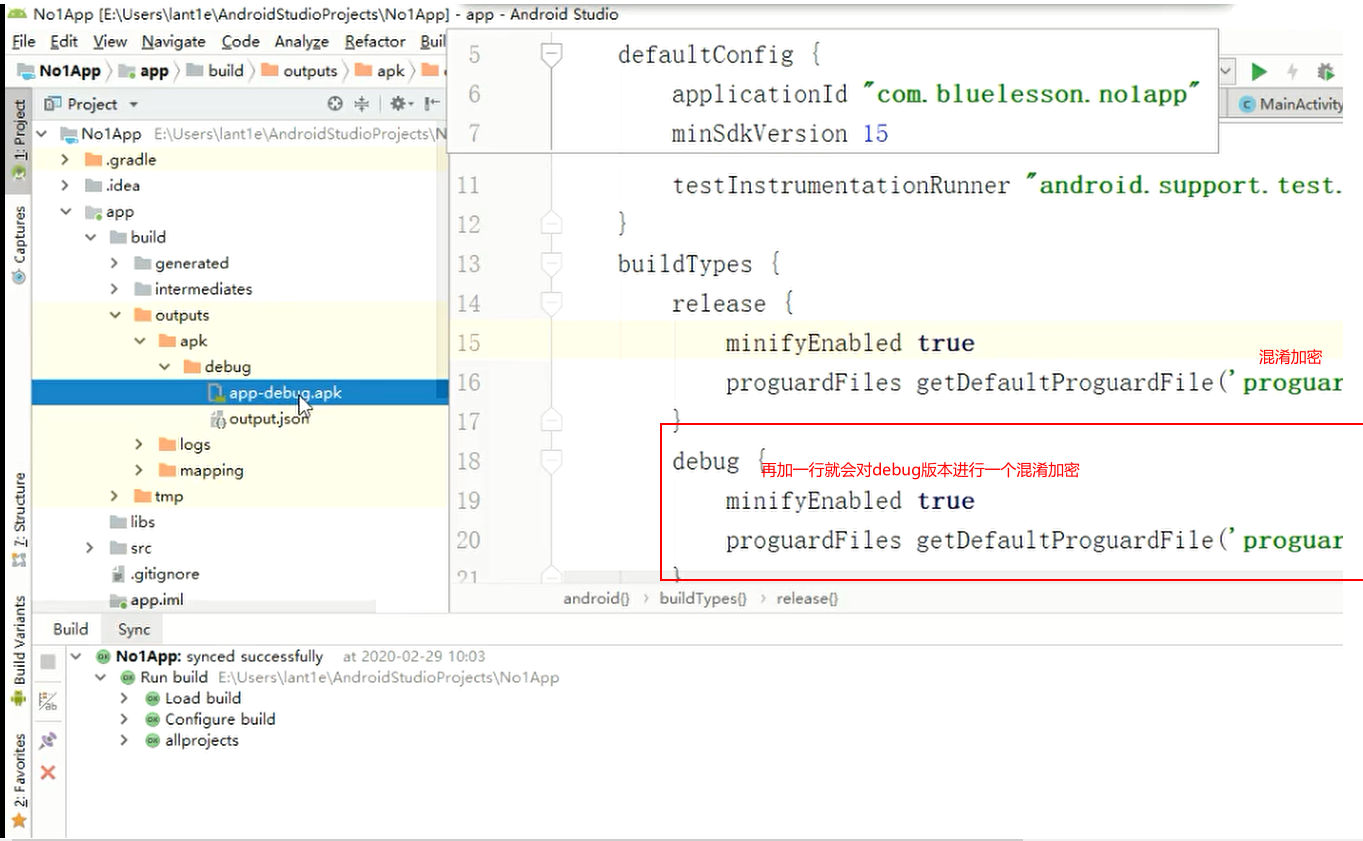 No1App [E:\Users\lant1e\AndroidStudioProjects\No1App] - app - Android Studio
File Edit View Navigate Code Analyze Refactor Buil
No1App app build outputs apk
Project
MainActivity
1: Project
Captures
7: Structure
Build Variants
2: Favorites
No1App E:\Users\lant1e\AndroidStudioProjects\N
.gradle
.idea
app
build
generated
intermediates
outputs
apk
debug
app-debug.apk
output.json
logs
mapping
tmp
libs
src
.gitignore
app.iml
5 defaultConfig {
6 applicationId "com.bluelesson.no1app"
7 minSdkVersion 15
11 testInstrumentationRunner "android.support.test.
12 }
13 buildTypes {
14 release {
15 minifyEnabled true
混淆加密
16 proguardFiles getDefaultProguardFile('proguar
17 }
18 debug {
再加一行就会对debug版本进行一个混淆加密
19 minifyEnabled true
20 proguardFiles getDefaultProguardFile('proguar
21 }
android{} › buildTypes{} › release{}
Build Sync
No1App: synced successfully at 2020-02-29 10:03
Run build E:\Users\lant1e\AndroidStudioProjects\No1App
Load build
Configure build
allprojects